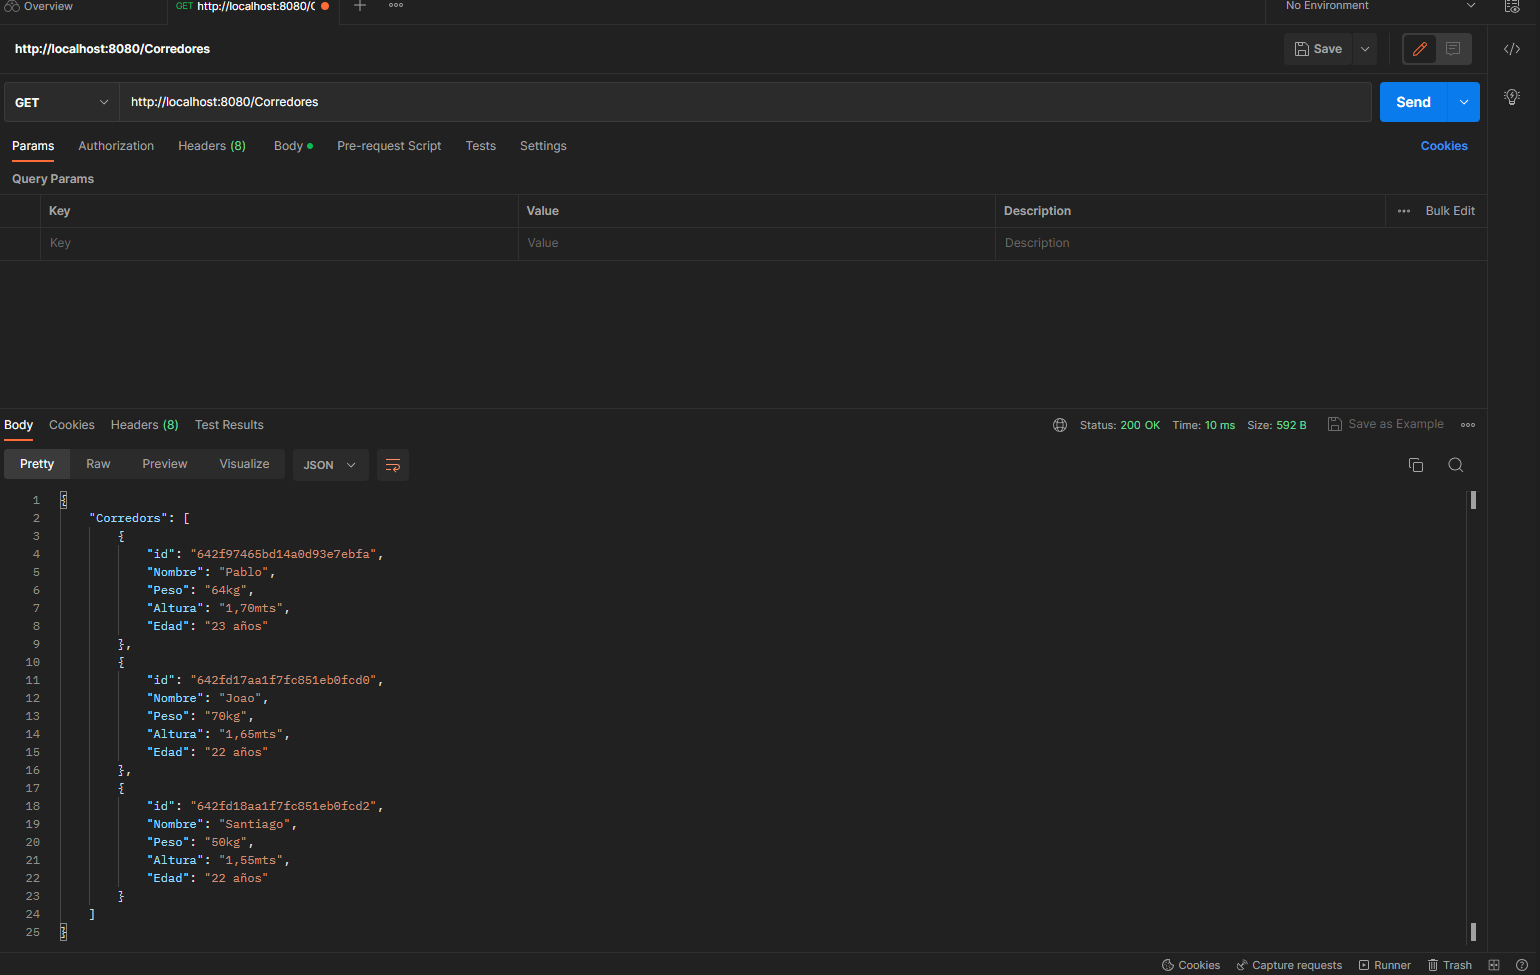 Overview
GET http://localhost:8080/C
No Environment
http://localhost:8080/Corredores
Save
GET
http://localhost:8080/Corredores
Send
Params Authorization Headers (8) Body Pre-request Script Tests Settings Cookies
Query Params
Key Value Description Bulk Edit
Key Value Description
Body Cookies Headers (8) Test Results Status: 200 OK Time: 10 ms Size: 592 B Save as Example
Pretty Raw Preview Visualize JSON
1 {
2 "Corredors": [
3 {
4 "id": "642f97465bd14a0d93e7ebfa",
5 "Nombre": "Pablo",
6 "Peso": "64kg",
7 "Altura": "1,70mts",
8 "Edad": "23 años"
9 },
10 {
11 "id": "642fd17aa1f7fc851eb0fcd0",
12 "Nombre": "Joao",
13 "Peso": "70kg",
14 "Altura": "1,65mts",
15 "Edad": "22 años"
16 },
17 {
18 "id": "642fd18aa1f7fc851eb0fcd2",
19 "Nombre": "Santiago",
20 "Peso": "50kg",
21 "Altura": "1,55mts",
22 "Edad": "22 años"
23 }
24 ]
25 }
Cookies Capture requests Runner Trash